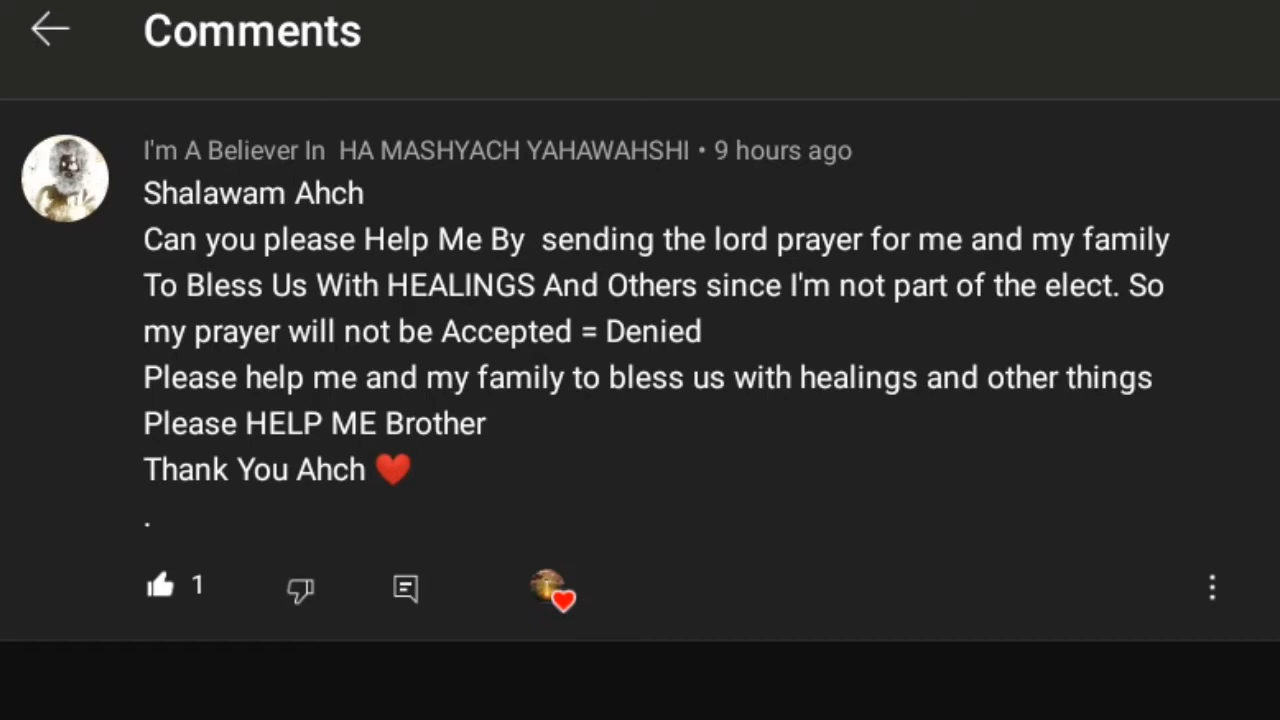 Comments
I'm A Believer In  HA MASHYACH YAHAWAHSHI • 9 hours ago
Shalawam Ahch
Can you please Help Me By  sending the lord prayer for me and my family
To Bless Us With HEALINGS And Others since I'm not part of the elect. So
my prayer will not be Accepted = Denied
Please help me and my family to bless us with healings and other things
Please HELP ME Brother
Thank You Ahch ❤️
.
1